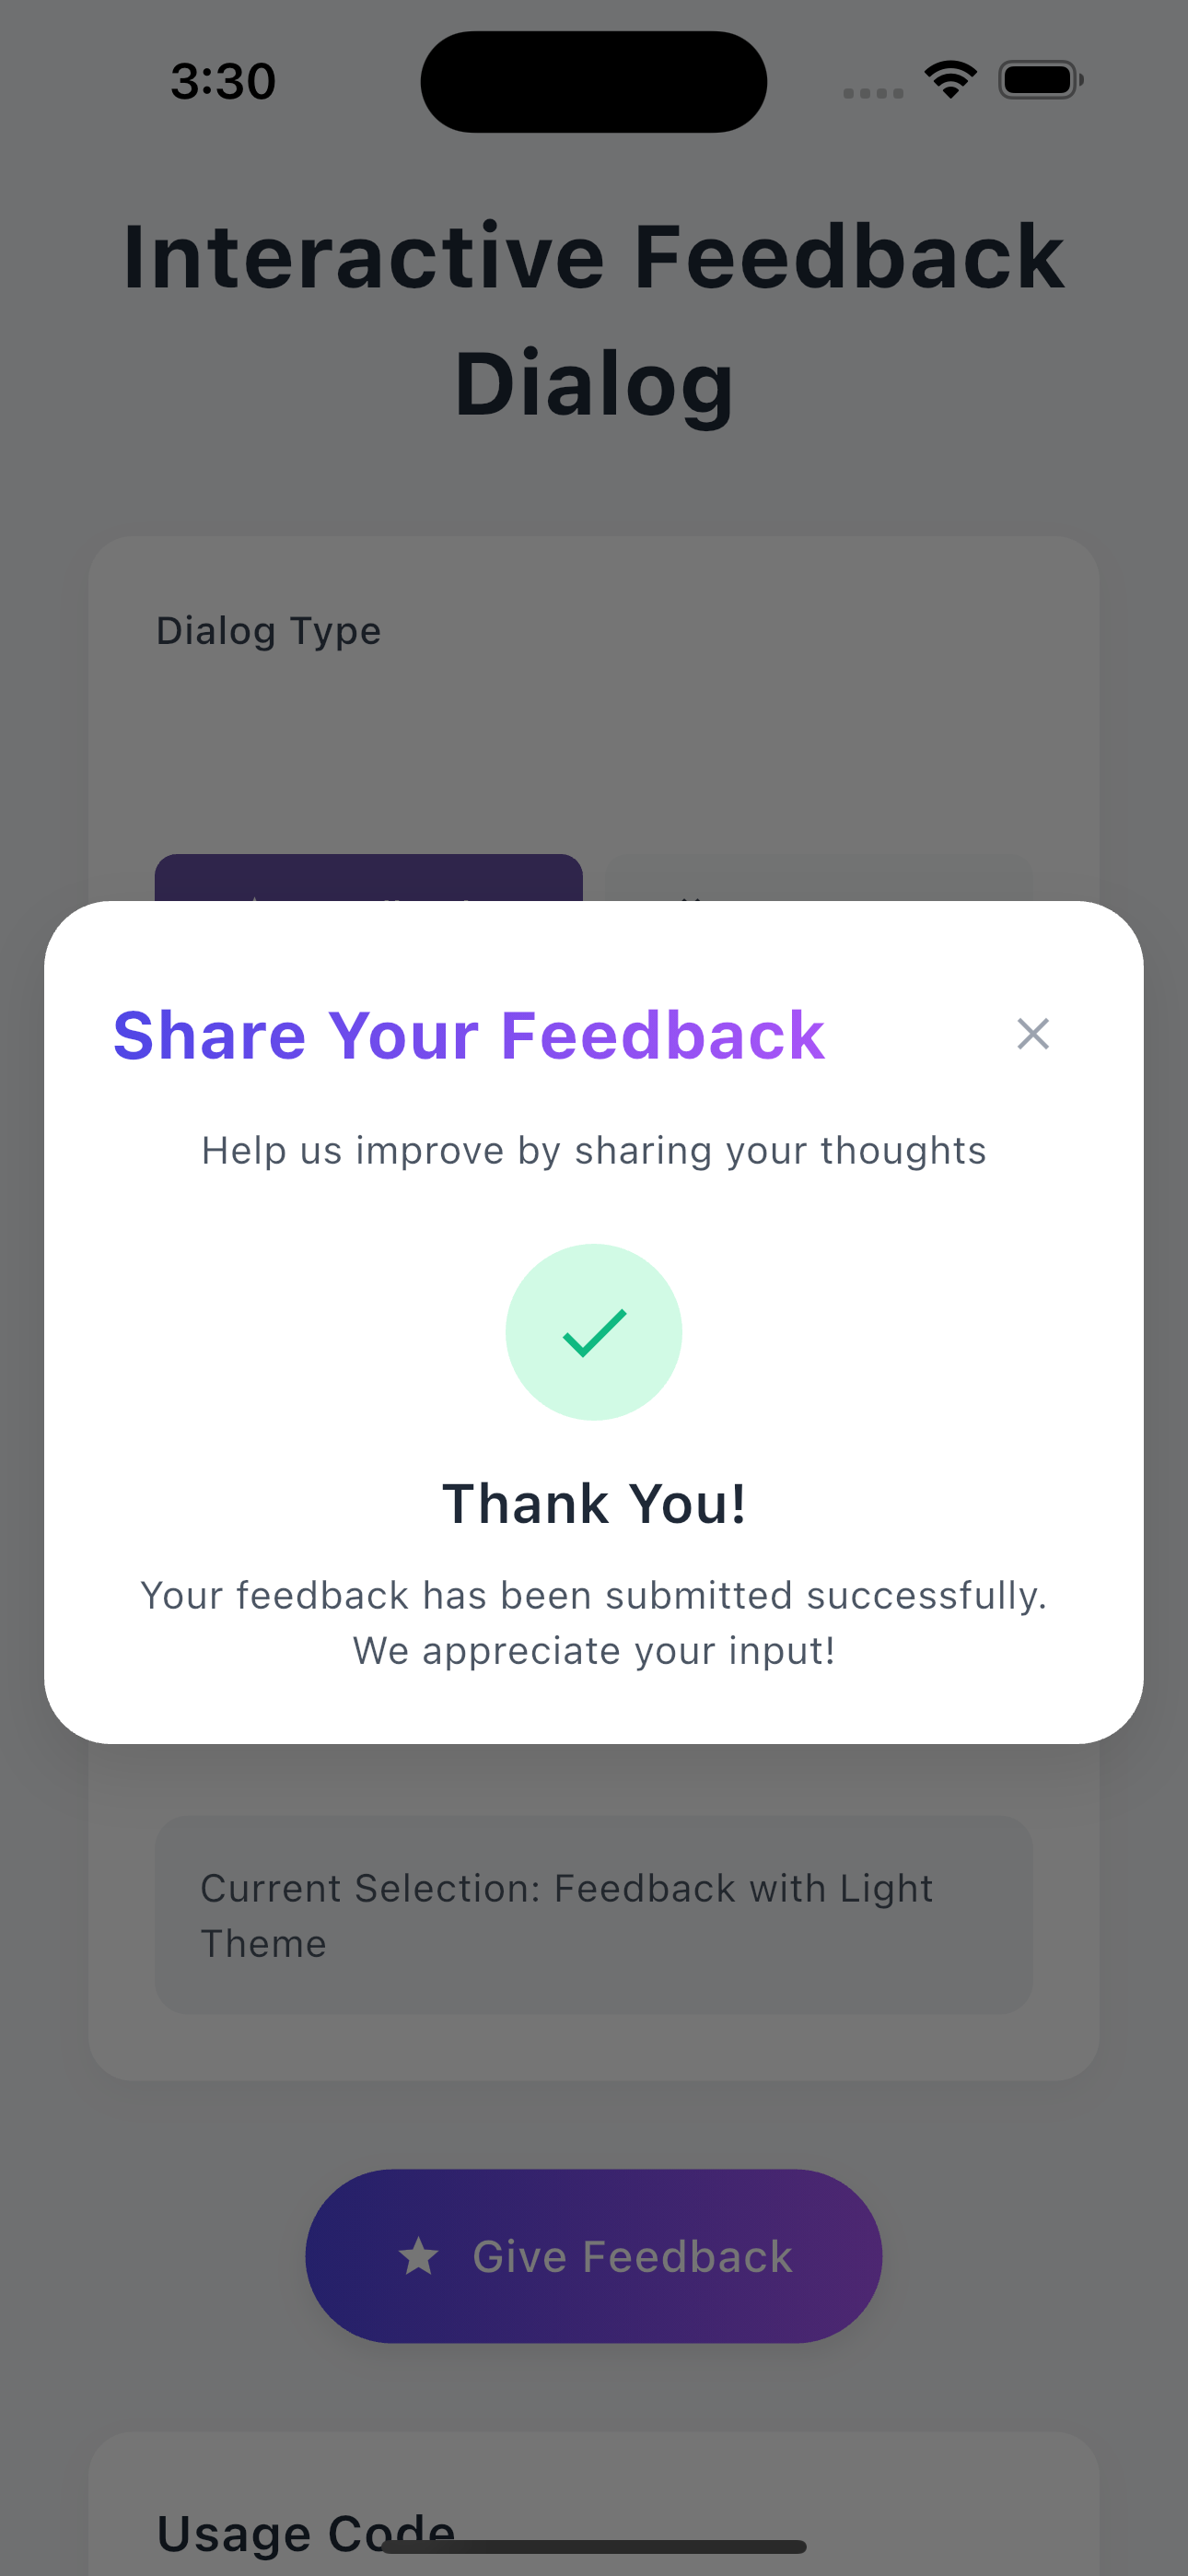 3:30
Interactive Feedback
Dialog
Dialog Type
Share Your Feedback
Help us improve by sharing your thoughts
Thank You!
Your feedback has been submitted successfully.
We appreciate your input!
Current Selection: Feedback with Light
Theme
Give Feedback
Usage Code